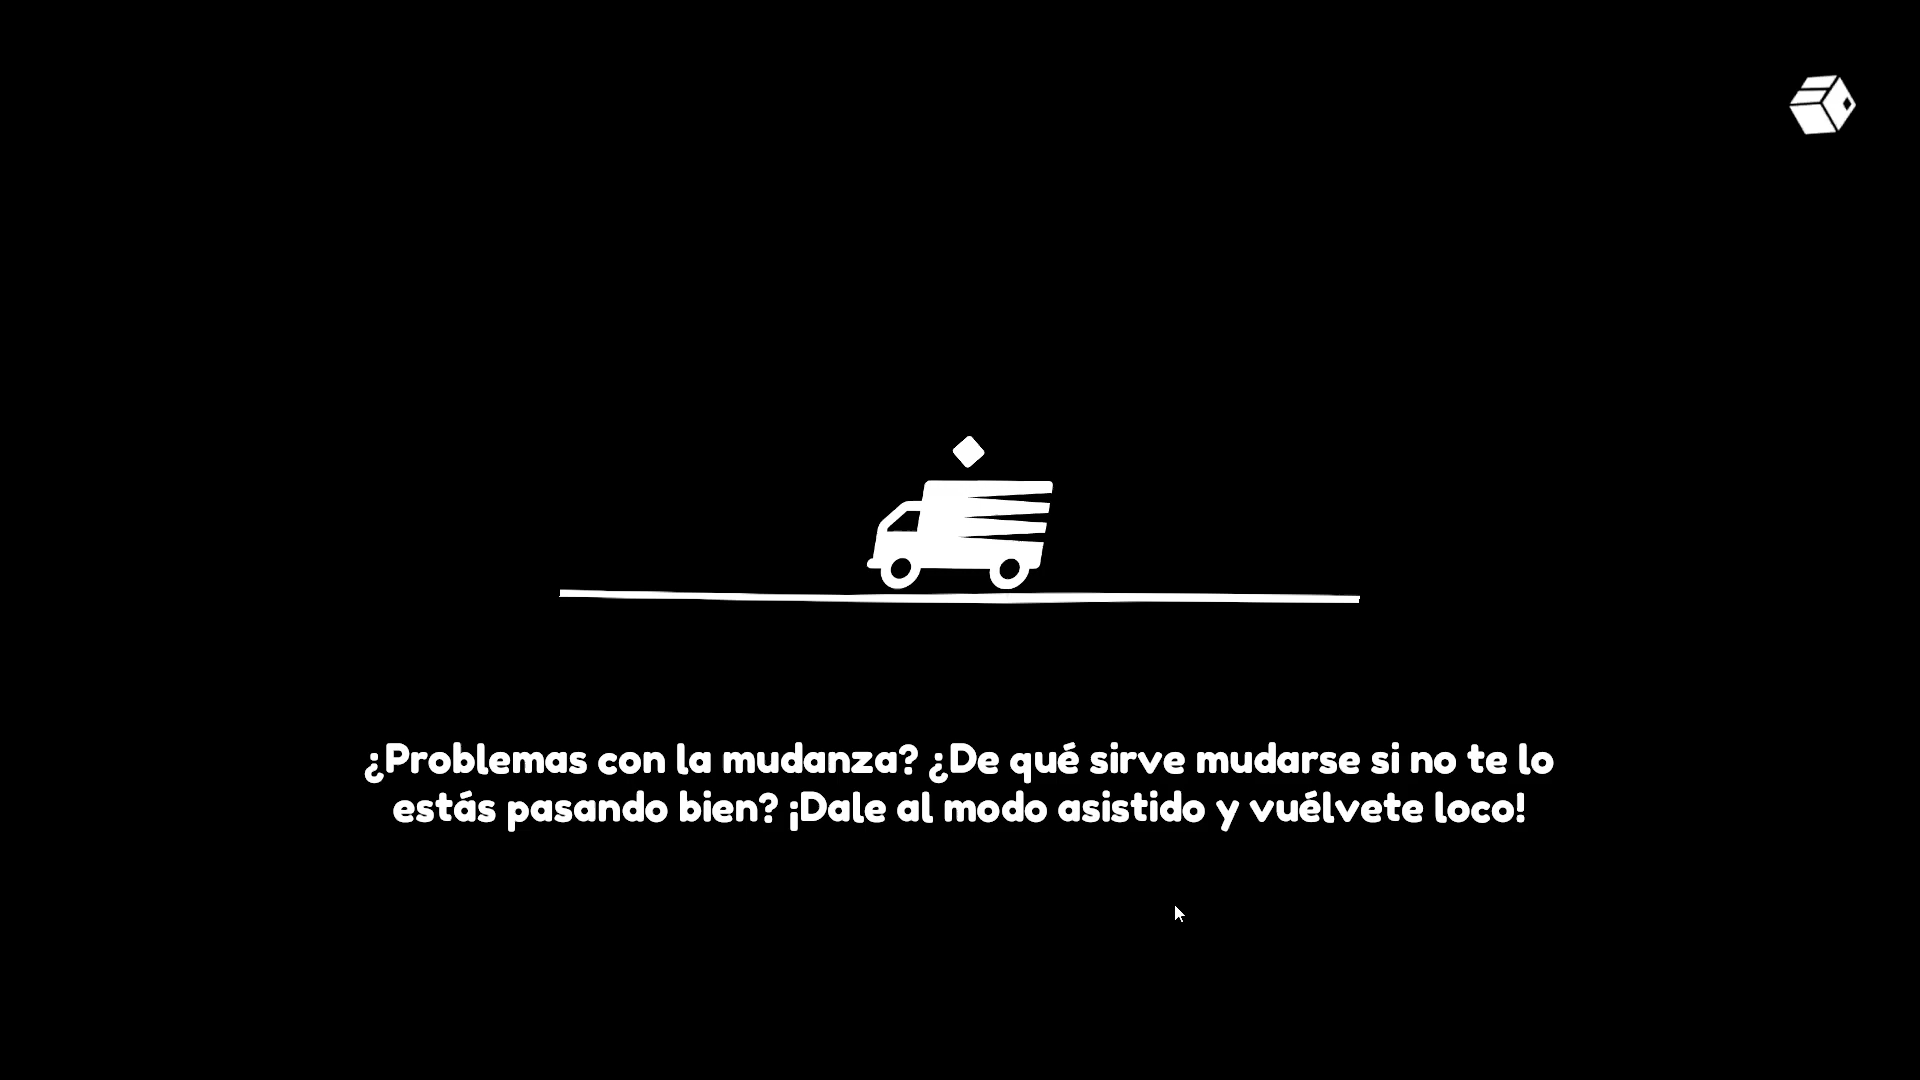 ¿Problemas con la mudanza? ¿De qué sirve mudarse si no te lo
estás pasando bien? ¡Dale al modo asistido y vuélvete loco!